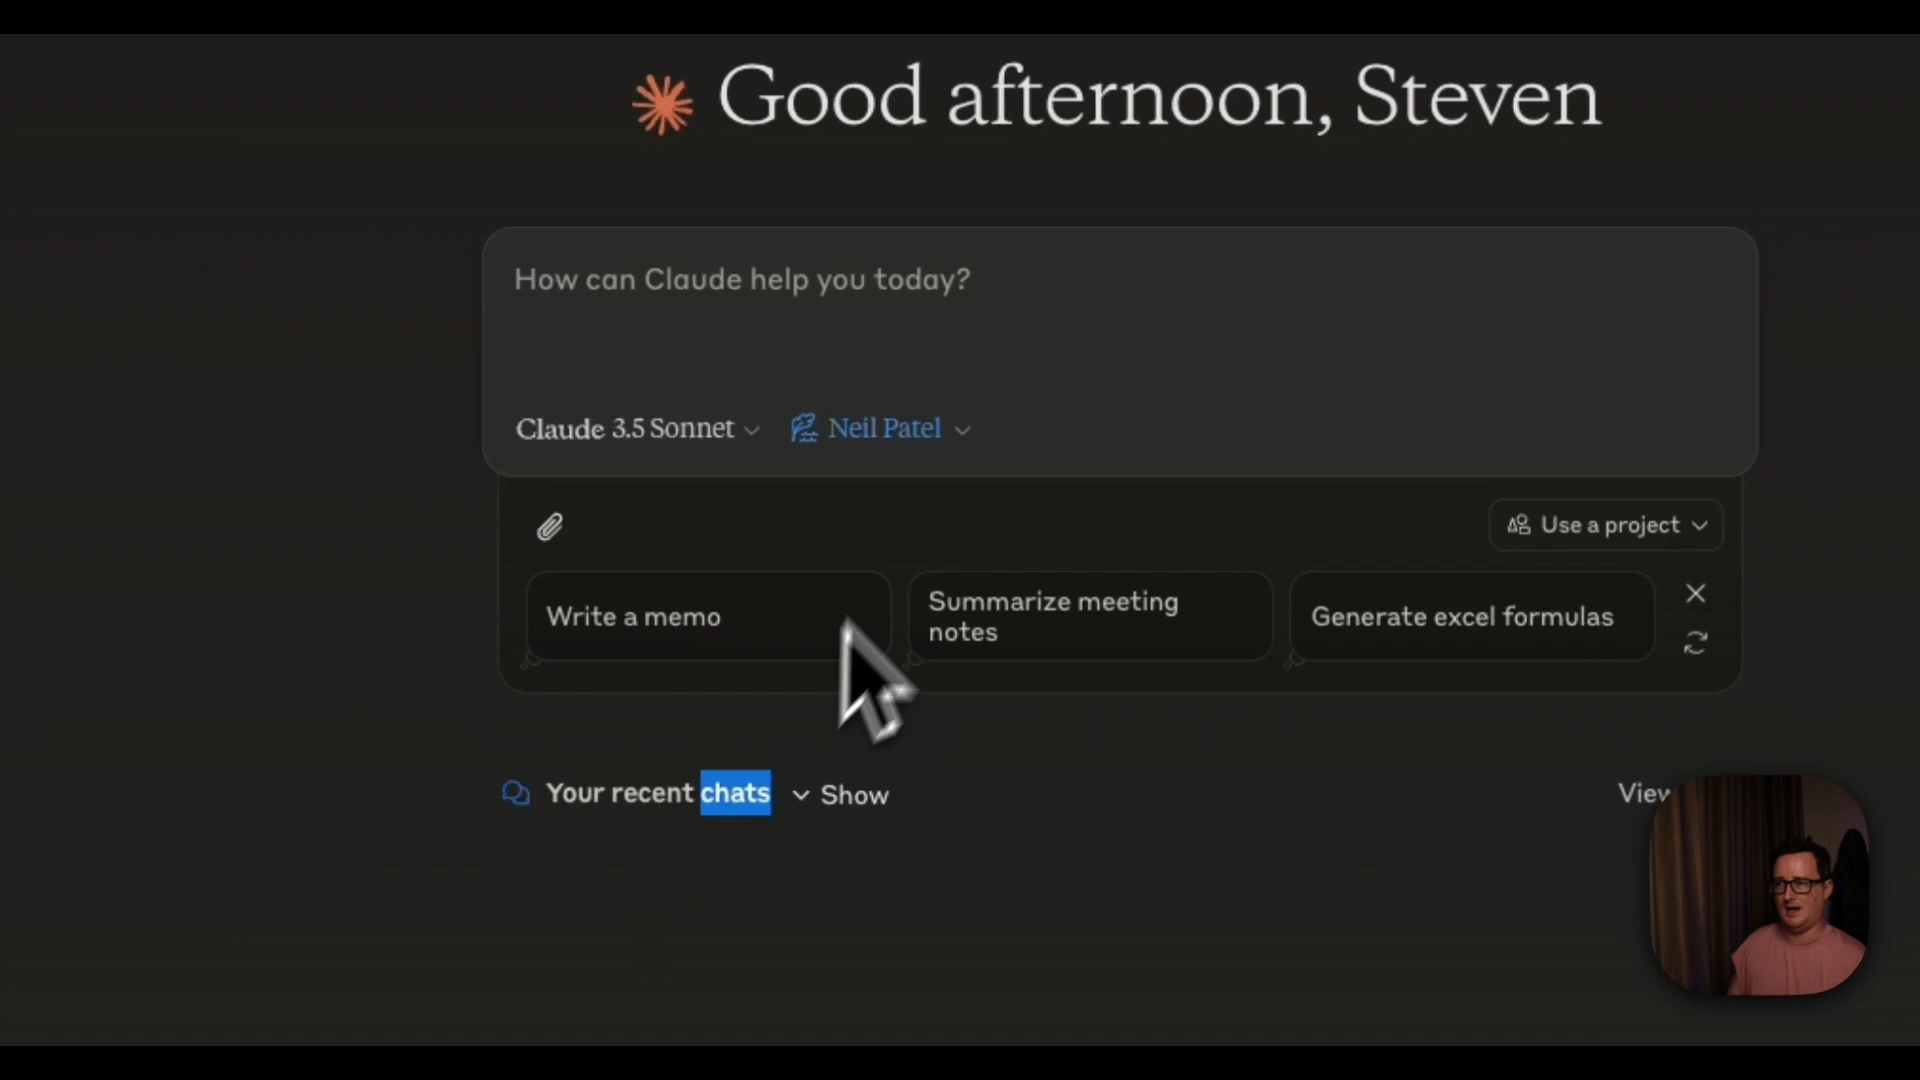 Good afternoon, Steven
How can Claude help you today?
Claude 3.5 Sonnet Neil Patel
Use a project
Write a memo
Summarize meeting
notes
Generate excel formulas
Your recent chats Show
View